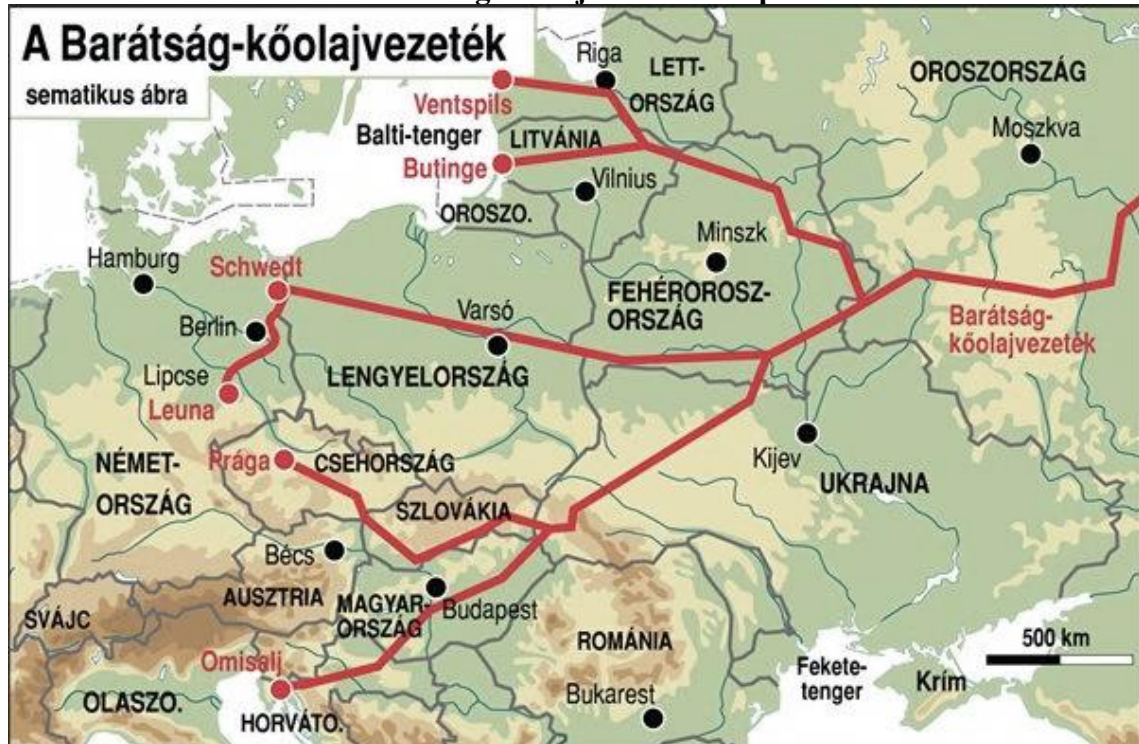 A Barátság-kőolajvezeték
sematikus ábra
Riga
LETT-
ORSZÁG
OROSZORSZÁG
Moszkva
Ventspils
Balti-tenger
LITVÁNIA
Butinge
Vilnius
OROSZO.
Minszk
Hamburg
Schwedt
FEHÉROROSZ-
ORSZÁG
Berlin
Varsó
Barátság-
kőolajvezeték
Lipcse
Leuna
LENGYELORSZÁG
NÉMET-
ORSZÁG
Prága
CSEHORSZÁG
Kijev
UKRAJNA
SZLOVÁKIA
Bécs
AUSZTRIA
MAGYAR-
ORSZÁG
Budapest
SVÁJC
ROMÁNIA
500 km
Omisalj
Fekete-
tenger
Krím
OLASZO.
HORVÁTO.
Bukarest